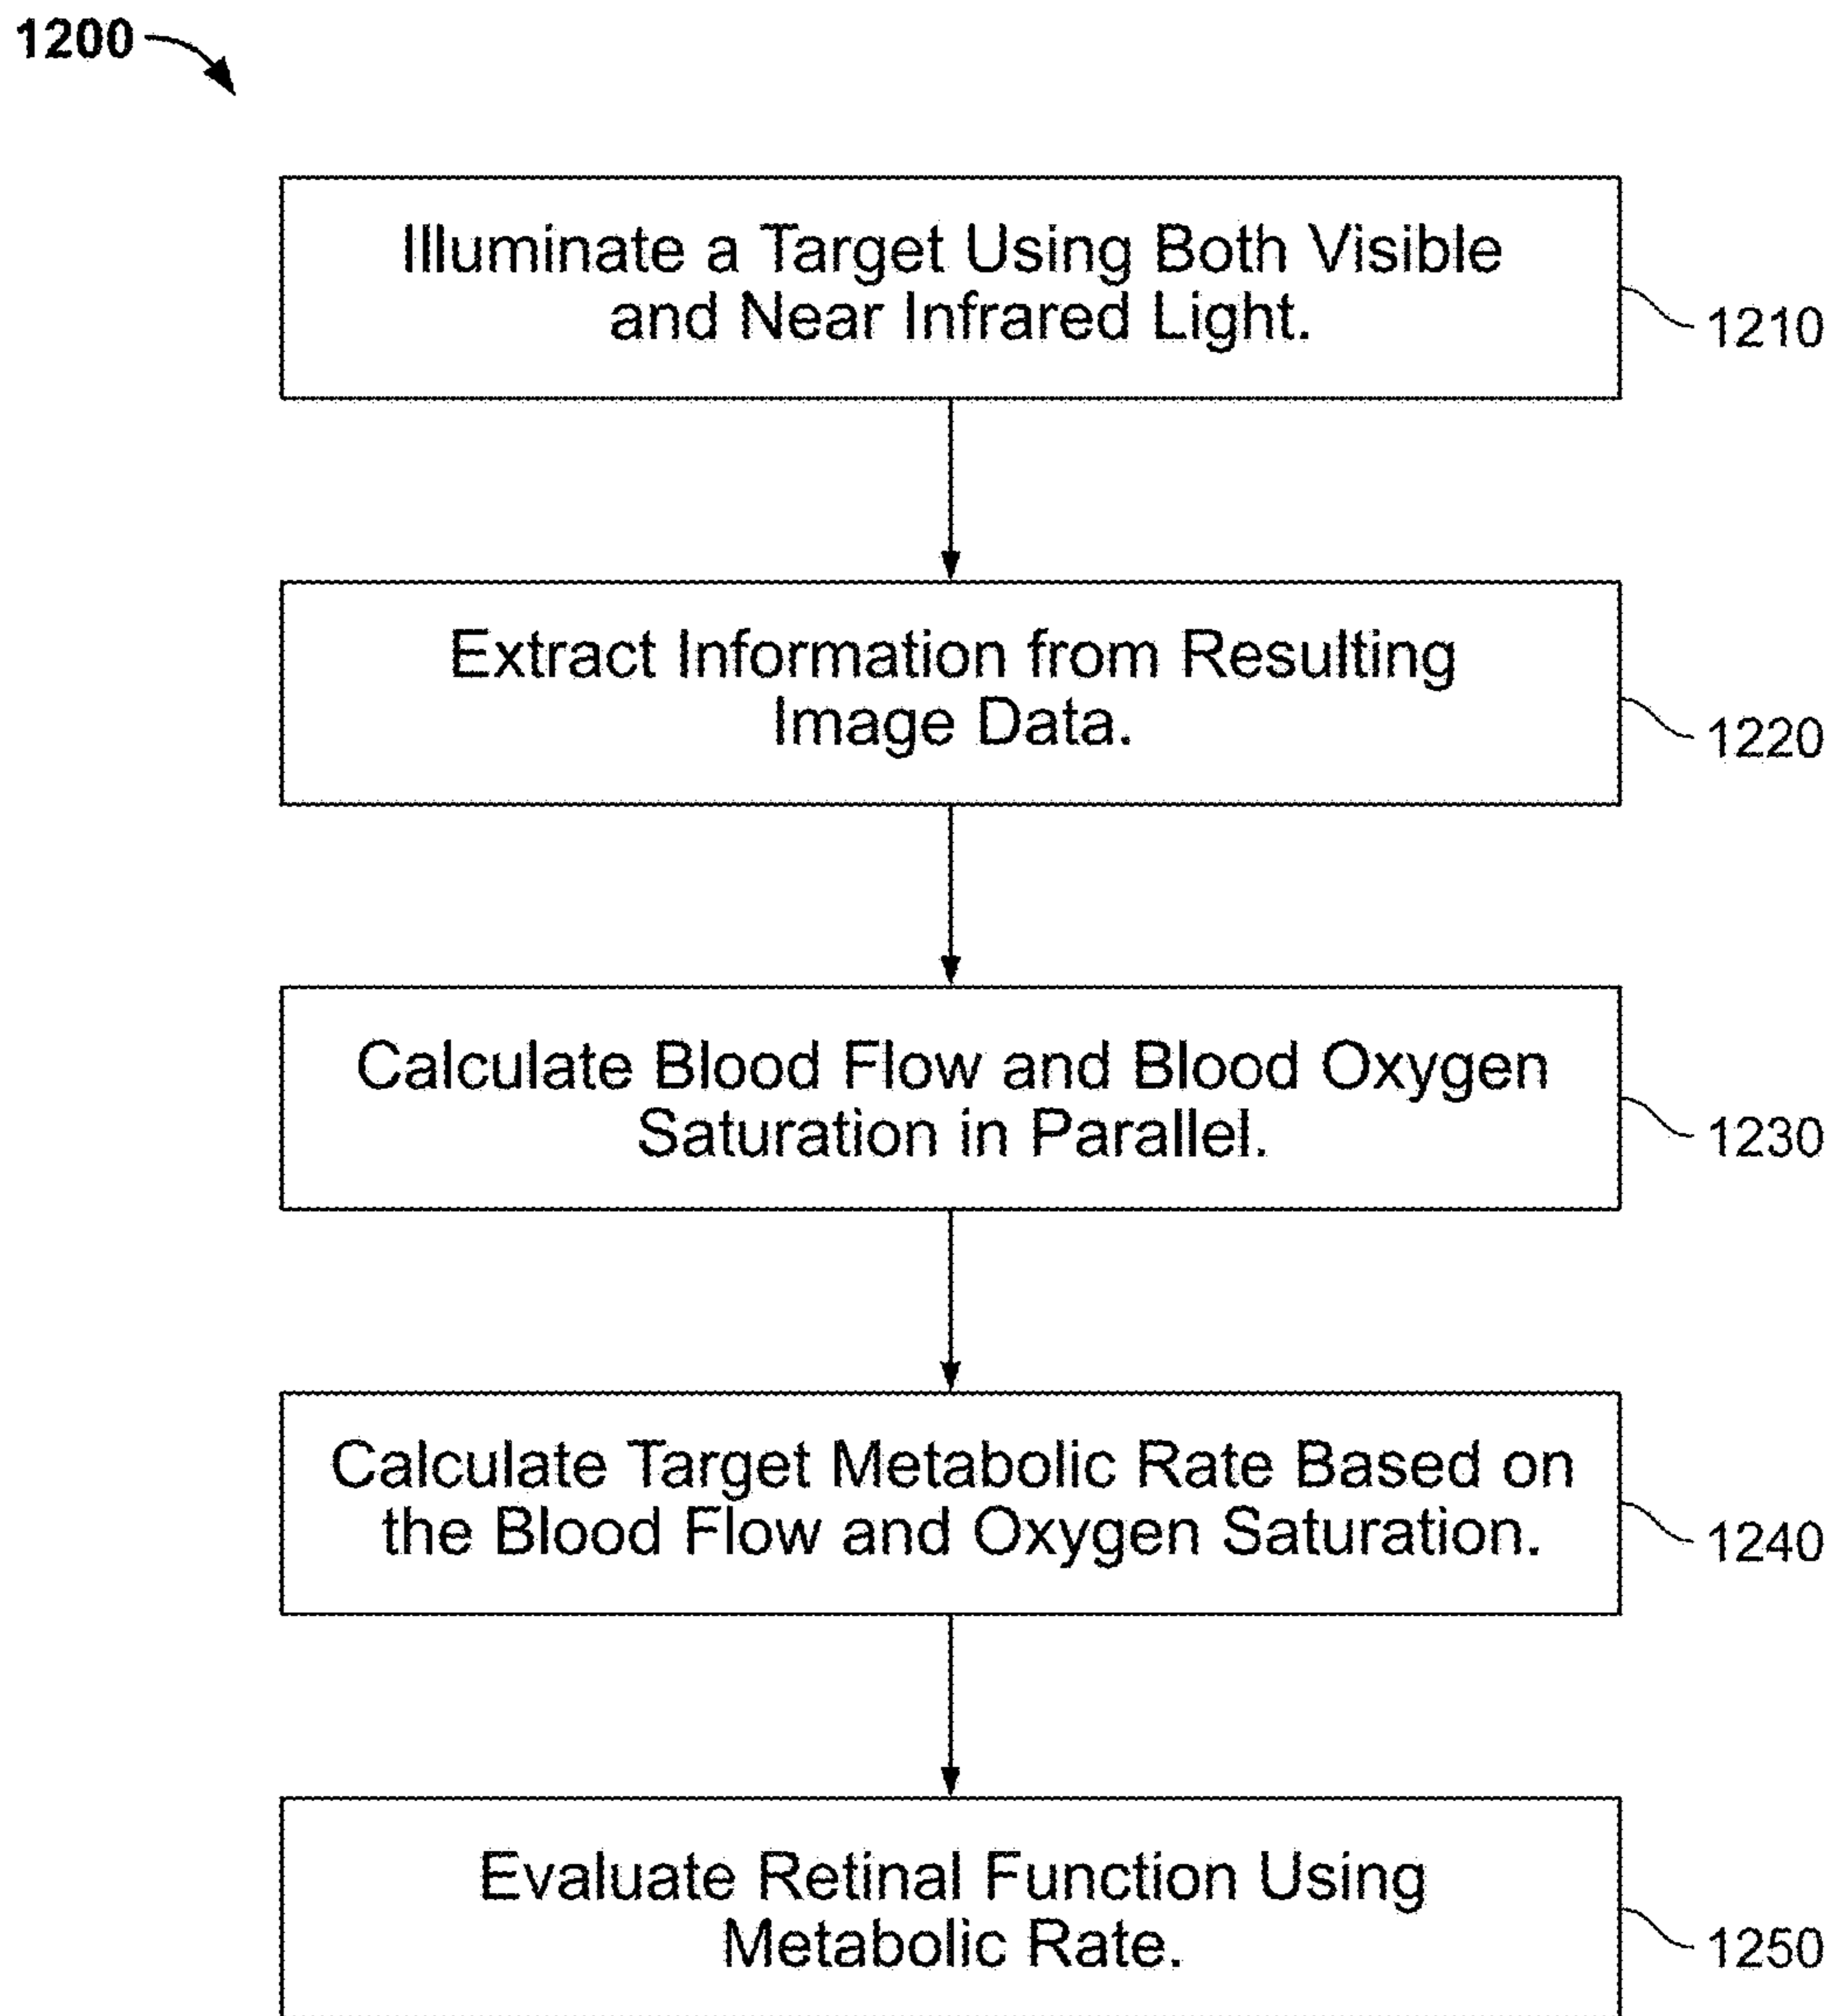 1200
Illuminate a Target Using Both Visible
and Near Infrared Light.
1210
Extract Information from Resulting
Image Data.
1220
Calculate Blood Flow and Blood Oxygen
Saturation in Parallel.
1230
Calculate Target Metabolic Rate Based on
the Blood Flow and Oxygen Saturation.
1240
Evaluate Retinal Function Using
Metabolic Rate.
1250